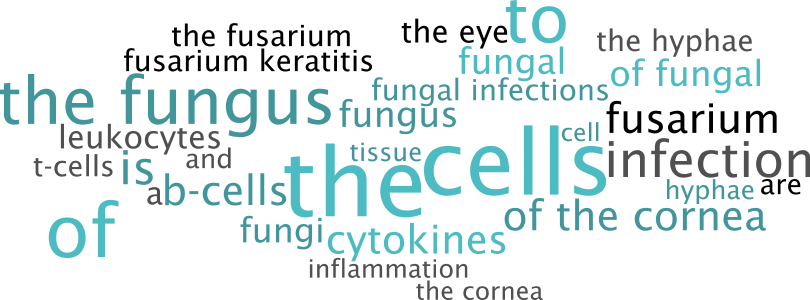 to
the fusarium
the eye
the hyphae
fusarium keratitis
fungal
of fungal
the fungus
fungal infections
fungus
fusarium
leukocytes
cell
t-cells
is
and
tissue
the
cells
infection
a
b-cells
hyphae
are
of
fungi
cytokines
of the cornea
inflammation
the cornea